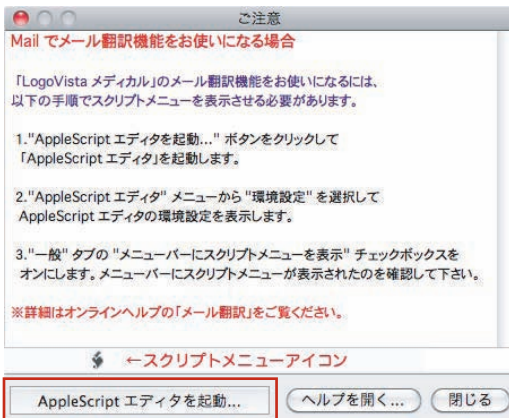 ご注意
Mail でメール翻訳機能をお使いになる場合
「LogoVista メディカル」のメール翻訳機能をお使いになるには、
以下の手順でスクリプトメニューを表示させる必要があります。
1."AppleScript エディタを起動..." ボタンをクリックして
「AppleScript エディタ」を起動します。
2."AppleScript エディタ" メニューから "環境設定" を選択して
AppleScript エディタの環境設定を表示します。
3."一般" タブの "メニューバーにスクリプトメニューを表示" チェックボックスを
オンにします。メニューバーにスクリプトメニューが表示されたのを確認して下さい。
※詳細はオンラインヘルプの「メール翻訳」をご覧ください。
←スクリプトメニューアイコン
AppleScript エディタを起動... ヘルプを開く... 閉じる